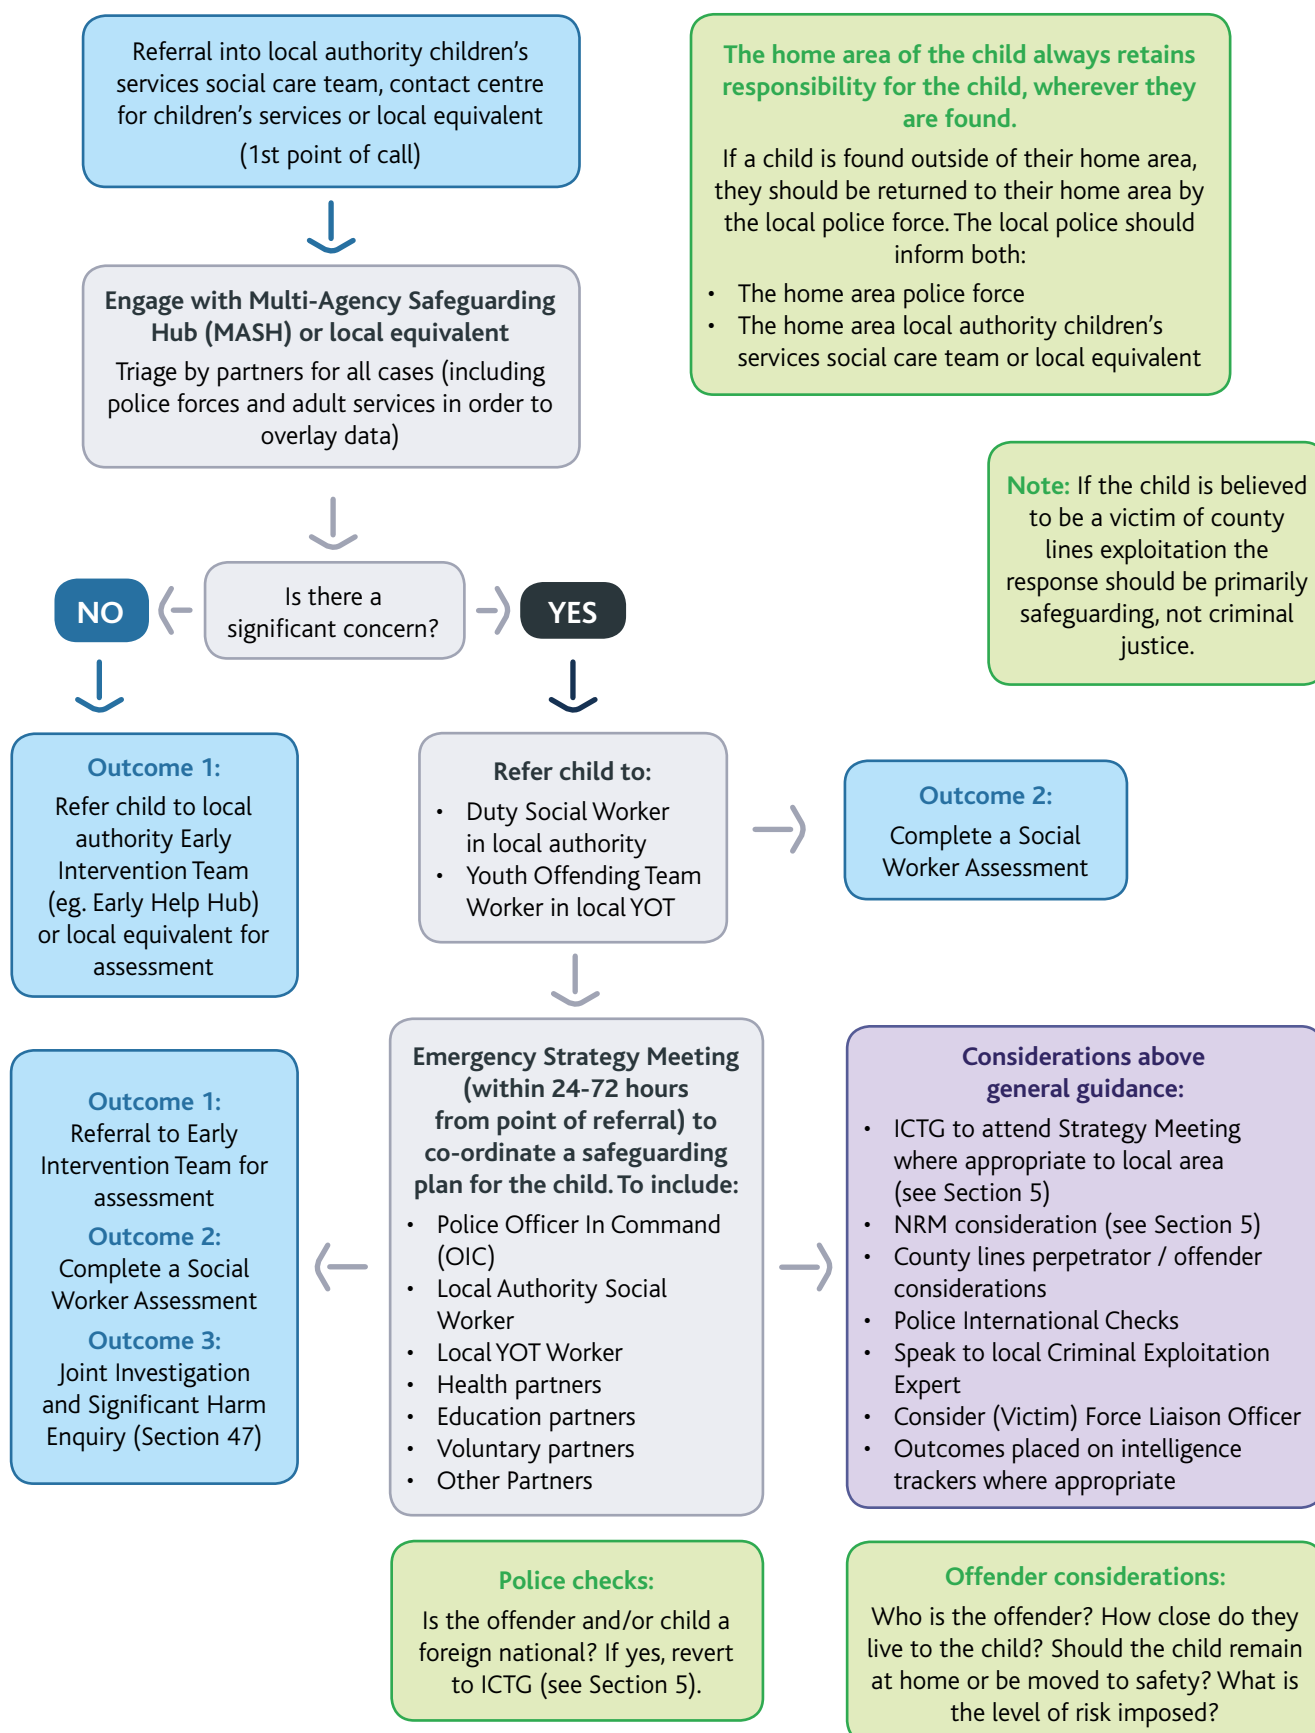 Referral into local authority children’s
services social care team, contact centre
for children’s services or local equivalent
(1st point of call)
The home area of the child always retains
responsibility for the child, wherever they
are found.
If a child is found outside of their home area,
they should be returned to their home area by
the local police force. The local police should
inform both:
• The home area police force
• The home area local authority children’s
services social care team or local equivalent
Engage with Multi-Agency Safeguarding
Hub (MASH) or local equivalent
Triage by partners for all cases (including
police forces and adult services in order to
overlay data)
Note: If the child is believed
to be a victim of county
lines exploitation the
response should be primarily
safeguarding, not criminal
justice.
Is there a
significant concern?
NO
YES
Outcome 1:
Refer child to local
authority Early
Intervention Team
(eg. Early Help Hub)
or local equivalent for
assessment
Refer child to:
• Duty Social Worker
in local authority
• Youth Offending Team
Worker in local YOT
Outcome 2:
Complete a Social
Worker Assessment
Outcome 1:
Referral to Early
Intervention Team for
assessment
Outcome 2:
Complete a Social
Worker Assessment
Outcome 3:
Joint Investigation
and Significant Harm
Enquiry (Section 47)
Emergency Strategy Meeting
(within 24-72 hours
from point of referral) to
co-ordinate a safeguarding
plan for the child. To include:
• Police Officer In Command
(OIC)
• Local Authority Social
Worker
• Local YOT Worker
• Health partners
• Education partners
• Voluntary partners
• Other Partners
Considerations above
general guidance:
• ICTG to attend Strategy Meeting
where appropriate to local area
(see Section 5)
• NRM consideration (see Section 5)
• County lines perpetrator / offender
considerations
• Police International Checks
• Speak to local Criminal Exploitation
Expert
• Consider (Victim) Force Liaison Officer
• Outcomes placed on intelligence
trackers where appropriate
Police checks:
Is the offender and/or child a
foreign national? If yes, revert
to ICTG (see Section 5).
Offender considerations:
Who is the offender? How close do they
live to the child? Should the child remain
at home or be moved to safety? What is
the level of risk imposed?